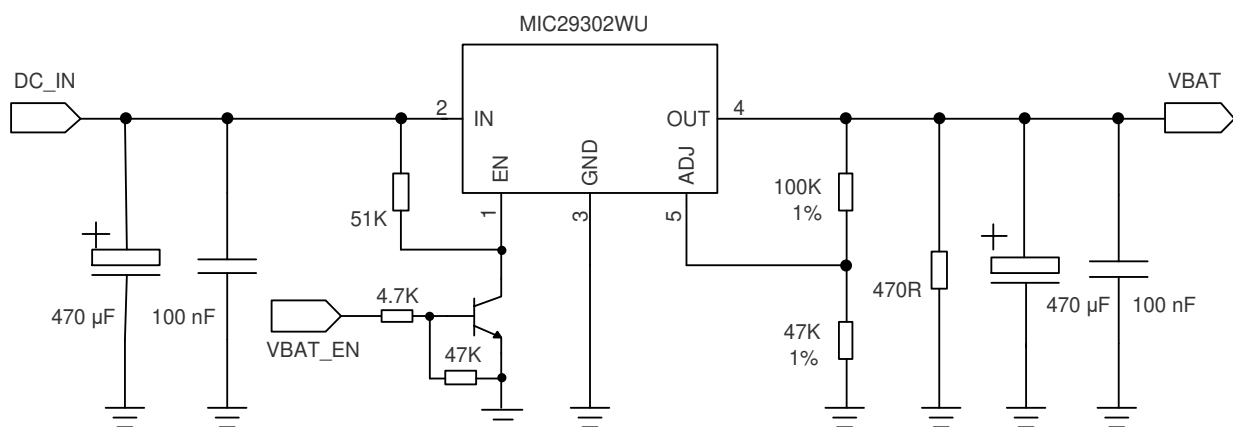 MIC29302WU
DC_IN
VBAT
2
IN
OUT
4
EN
GND
ADJ
1
3
5
51K
100K
1%
470 µF
100 nF
4.7K
VBAT_EN
47K
470R
47K
1%
470 µF
100 nF